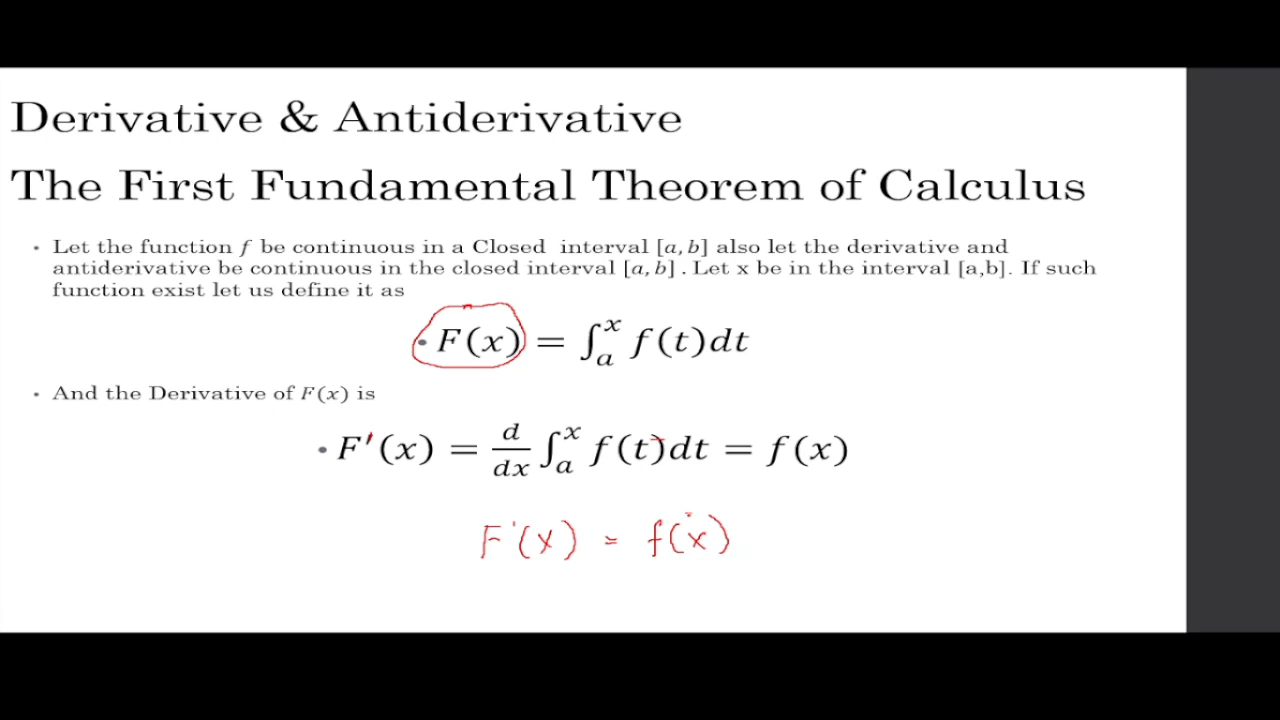 Derivative & Antiderivative
The First Fundamental Theorem of Calculus
• Let the function f be continuous in a Closed interval [a, b] also let the derivative and
antiderivative be continuous in the closed interval [a, b] . Let x be in the interval [a,b]. If such
function exist let us define it as
• F(x) = ∫ₐˣ f(t)dt
• And the Derivative of F(x) is
• F′(x) = d/dx ∫ₐˣ f(t)dt = f(x)
F'(x) = f(x)